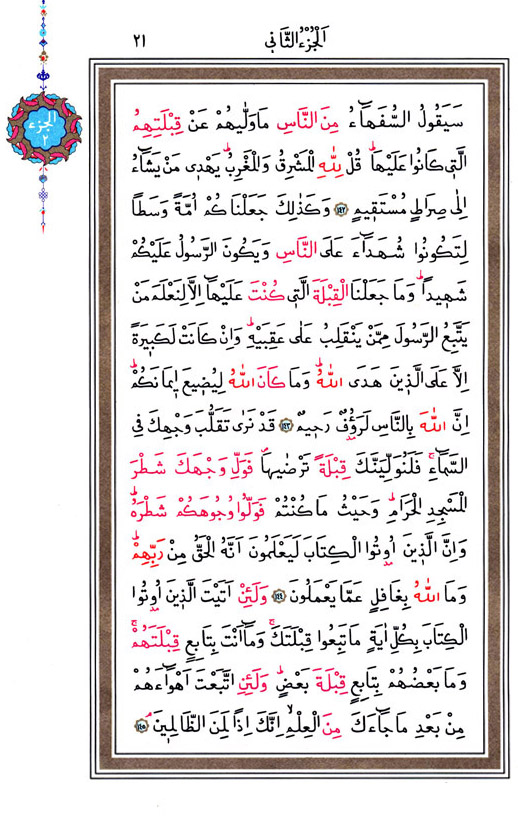 اَلْجُزْءُ الثَّانِي
٢١
الجزء
٢
سَيَقُولُ السُّفَهَٓاءُ مِنَ النَّاسِ مَا وَلّٰيهُمْ عَنْ قِبْلَتِهِمُ
الَّتٖي كَانُوا عَلَيْهَاۜ قُلْ لِلّٰهِ الْمَشْرِقُ وَالْمَغْرِبُۜ يَهْدٖي مَنْ يَشَٓاءُ
اِلٰى صِرَاطٍ مُسْتَقٖيمٍ ﴿١٤٢﴾ وَكَذٰلِكَ جَعَلْنَاكُمْ اُمَّةً وَسَطًا
لِتَكُونُوا شُهَدَٓاءَ عَلَى النَّاسِ وَيَكُونَ الرَّسُولُ عَلَيْكُمْ
شَهٖيدًاۜ وَمَا جَعَلْنَا الْقِبْلَةَ الَّتٖي كُنْتَ عَلَيْهَٓا اِلَّا لِنَعْلَمَ مَنْ
يَتَّبِعُ الرَّسُولَ مِمَّنْ يَنْقَلِبُ عَلٰى عَقِبَيْهِۜ وَاِنْ كَانَتْ لَكَبٖيرَةً
اِلَّا عَلَى الَّذٖينَ هَدَى اللّٰهُۜ وَمَا كَانَ اللّٰهُ لِيُضٖيعَ اٖيمَانَكُمْۜ
اِنَّ اللّٰهَ بِالنَّاسِ لَرَؤُ۫فٌ رَحٖيمٌ ﴿١٤٣﴾ قَدْ نَرٰى تَقَلُّبَ وَجْهِكَ فِي
السَّمَٓاءِۚ فَلَنُوَلِّيَنَّكَ قِبْلَةً تَرْضٰيهَاۖ فَوَلِّ وَجْهَكَ شَطْرَ
الْمَسْجِدِ الْحَرَامِۜ وَحَيْثُ مَا كُنْتُمْ فَوَلُّوا وُجُوهَكُمْ شَطْرَهُۜ
وَاِنَّ الَّذٖينَ اُو۫تُوا الْكِتَابَ لَيَعْلَمُونَ اَنَّهُ الْحَقُّ مِنْ رَبِّهِمْۜ
وَمَا اللّٰهُ بِغَافِلٍ عَمَّا يَعْمَلُونَ ﴿١٤٤﴾ وَلَئِنْ اَتَيْتَ الَّذٖينَ اُو۫تُوا
الْكِتَابَ بِكُلِّ اٰيَةٍ مَا تَبِعُوا قِبْلَتَكَۚ وَمَٓا اَنْتَ بِتَابِعٍ قِبْلَتَهُمْۚ
وَمَا بَعْضُهُمْ بِتَابِعٍ قِبْلَةَ بَعْضٍۜ وَلَئِنِ اتَّبَعْتَ اَهْوَٓاءَهُمْ
مِنْ بَعْدِ مَا جَٓاءَكَ مِنَ الْعِلْمِۙ اِنَّكَ اِذًا لَمِنَ الظَّالِمٖينَۢ ﴿١٤٥﴾